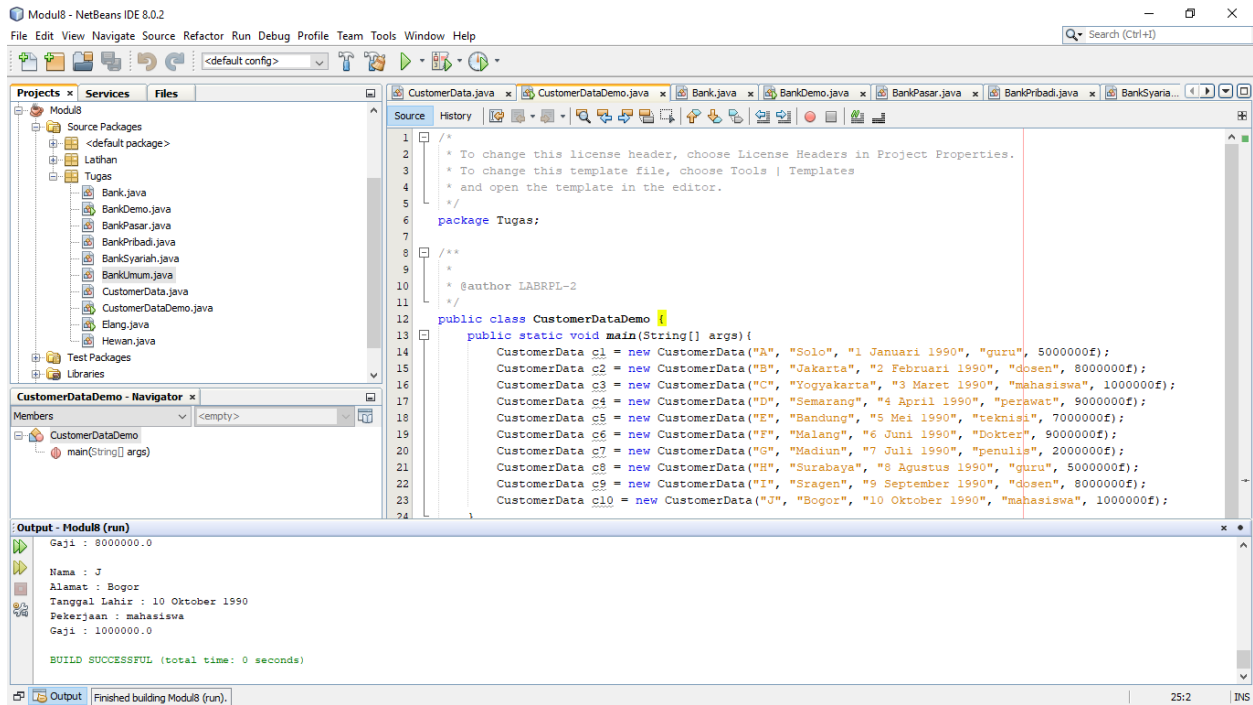 Modul8 - NetBeans IDE 8.0.2
File Edit View Navigate Source Refactor Run Debug Profile Team Tools Window Help
Search (Ctrl+I)
<default config>
Projects Services Files
Modul8
Source Packages
<default package>
Latihan
Tugas
Bank.java
BankDemo.java
BankPasar.java
BankPribadi.java
BankSyariah.java
BankUmum.java
CustomerData.java
CustomerDataDemo.java
Elang.java
Hewan.java
Test Packages
Libraries
CustomerDataDemo - Navigator
Members <empty>
CustomerDataDemo
main(String[] args)
CustomerData.java CustomerDataDemo.java Bank.java BankDemo.java BankPasar.java BankPribadi.java BankSyaria...
Source History
1 /*
2 * To change this license header, choose License Headers in Project Properties.
3 * To change this template file, choose Tools | Templates
4 * and open the template in the editor.
5 */
6 package Tugas;
7
8 /**
9 *
10 * @author LABRPL-2
11 */
12 public class CustomerDataDemo {
13 public static void main(String[] args){
14 CustomerData c1 = new CustomerData("A", "Solo", "1 Januari 1990", "guru", 5000000f);
15 CustomerData c2 = new CustomerData("B", "Jakarta", "2 Februari 1990", "dosen", 8000000f);
16 CustomerData c3 = new CustomerData("C", "Yogyakarta", "3 Maret 1990", "mahasiswa", 1000000f);
17 CustomerData c4 = new CustomerData("D", "Semarang", "4 April 1990", "perawat", 9000000f);
18 CustomerData c5 = new CustomerData("E", "Bandung", "5 Mei 1990", "teknisi", 7000000f);
19 CustomerData c6 = new CustomerData("F", "Malang", "6 Juni 1990", "Dokter", 9000000f);
20 CustomerData c7 = new CustomerData("G", "Madiun", "7 Juli 1990", "penulis", 2000000f);
21 CustomerData c8 = new CustomerData("H", "Surabaya", "8 Agustus 1990", "guru", 5000000f);
22 CustomerData c9 = new CustomerData("I", "Sragen", "9 September 1990", "dosen", 8000000f);
23 CustomerData c10 = new CustomerData("J", "Bogor", "10 Oktober 1990", "mahasiswa", 1000000f);
24 }
Output - Modul8 (run)
Gaji : 8000000.0
Nama : J
Alamat : Bogor
Tanggal Lahir : 10 Oktober 1990
Pekerjaan : mahasiswa
Gaji : 1000000.0
BUILD SUCCESSFUL (total time: 0 seconds)
Output Finished building Modul8 (run). 25:2 INS